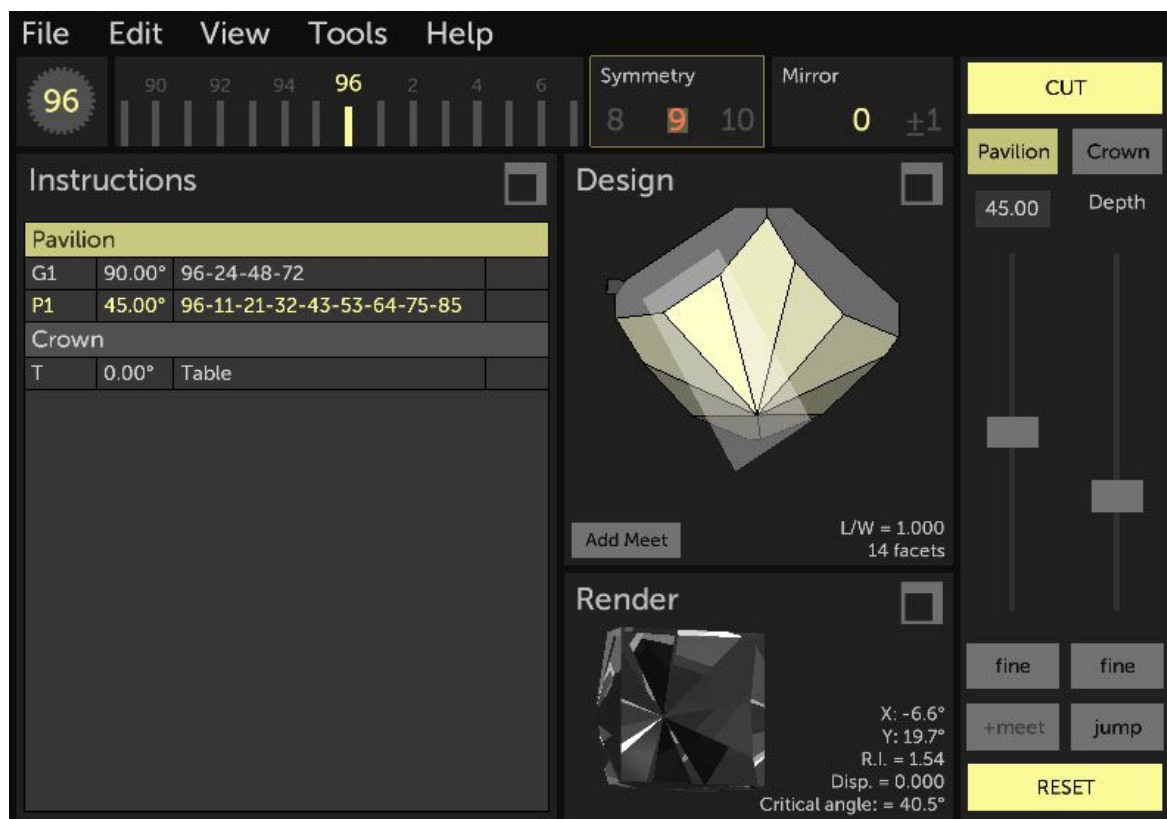 File Edit View Tools Help
96
90 92 94 96 2 4 6
Symmetry
8 9 10
Mirror
0 ±1
CUT
Pavilion Crown
45.00 Depth
Instructions
Pavilion
G1 90.00° 96-24-48-72
P1 45.00° 96-11-21-32-43-53-64-75-85
Crown
T 0.00° Table
Design
Add Meet
L/W = 1.000
14 facets
Render
X: -6.6°
Y: 19.7°
R.I. = 1.54
Disp. = 0.000
Critical angle: = 40.5°
fine fine
+meet jump
RESET